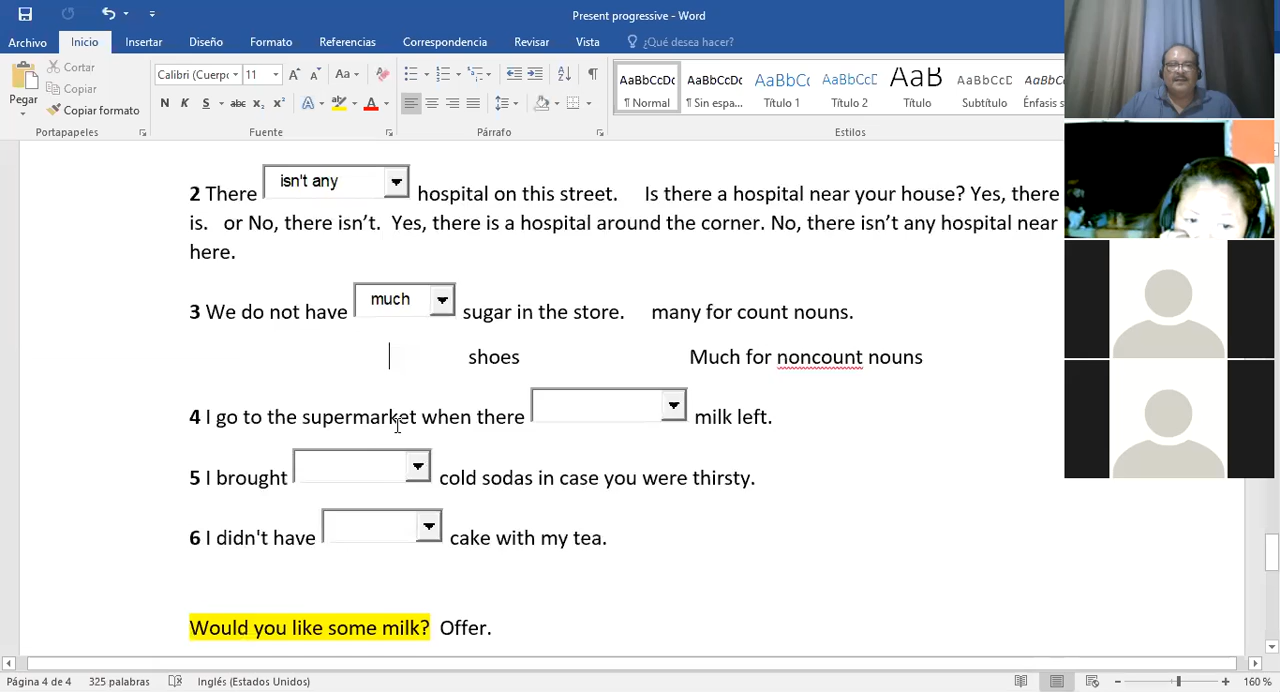 Present progressive - Word
Archivo Inicio Insertar Diseño Formato Referencias Correspondencia Revisar Vista ¿Qué desea hacer?
Pegar
Cortar
Copiar
Copiar formato
Calibri (Cuerpo 11
N K S abc x₂ x²
Portapapeles Fuente Párrafo Estilos
AaBbCcDc AaBbCcDc AaBbC AaBbCcD AaB AaBbCcD AaBbCc
¶ Normal ¶ Sin espa... Título 1 Título 2 Título Subtítulo Énfasis s
2 There isn't any hospital on this street. Is there a hospital near your house? Yes, there
is. or No, there isn’t. Yes, there is a hospital around the corner. No, there isn’t any hospital near
here.
3 We do not have much sugar in the store. many for count nouns.
shoes Much for noncount nouns
4 I go to the supermarket when there milk left.
5 I brought cold sodas in case you were thirsty.
6 I didn't have cake with my tea.
Would you like some milk? Offer.
Página 4 de 4 325 palabras Inglés (Estados Unidos) 160 %